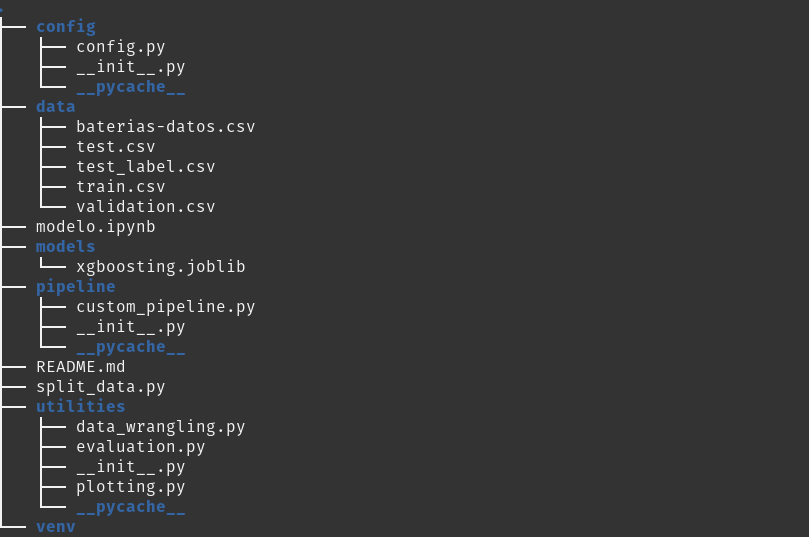 config
config.py
__init__.py
__pycache__
data
baterias-datos.csv
test.csv
test_label.csv
train.csv
validation.csv
modelo.ipynb
models
xgboosting.joblib
pipeline
custom_pipeline.py
__init__.py
__pycache__
README.md
split_data.py
utilities
data_wrangling.py
evaluation.py
__init__.py
plotting.py
__pycache__
venv